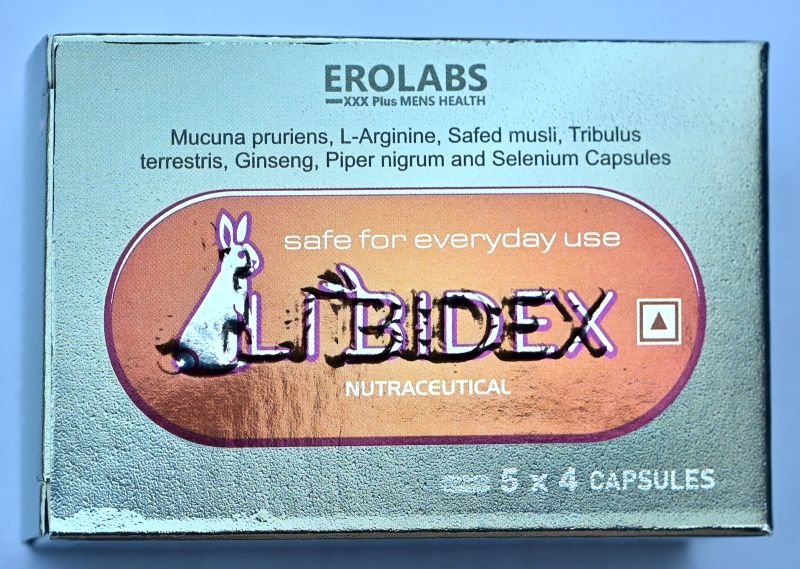 EROLABS
XXX Plus MENS HEALTH
Mucuna pruriens, L-Arginine, Safed musli, Tribulus
terrestris, Ginseng, Piper nigrum and Selenium Capsules
safe for everyday use
LIBIDEX
NUTRACEUTICAL
5 x 4 CAPSULES